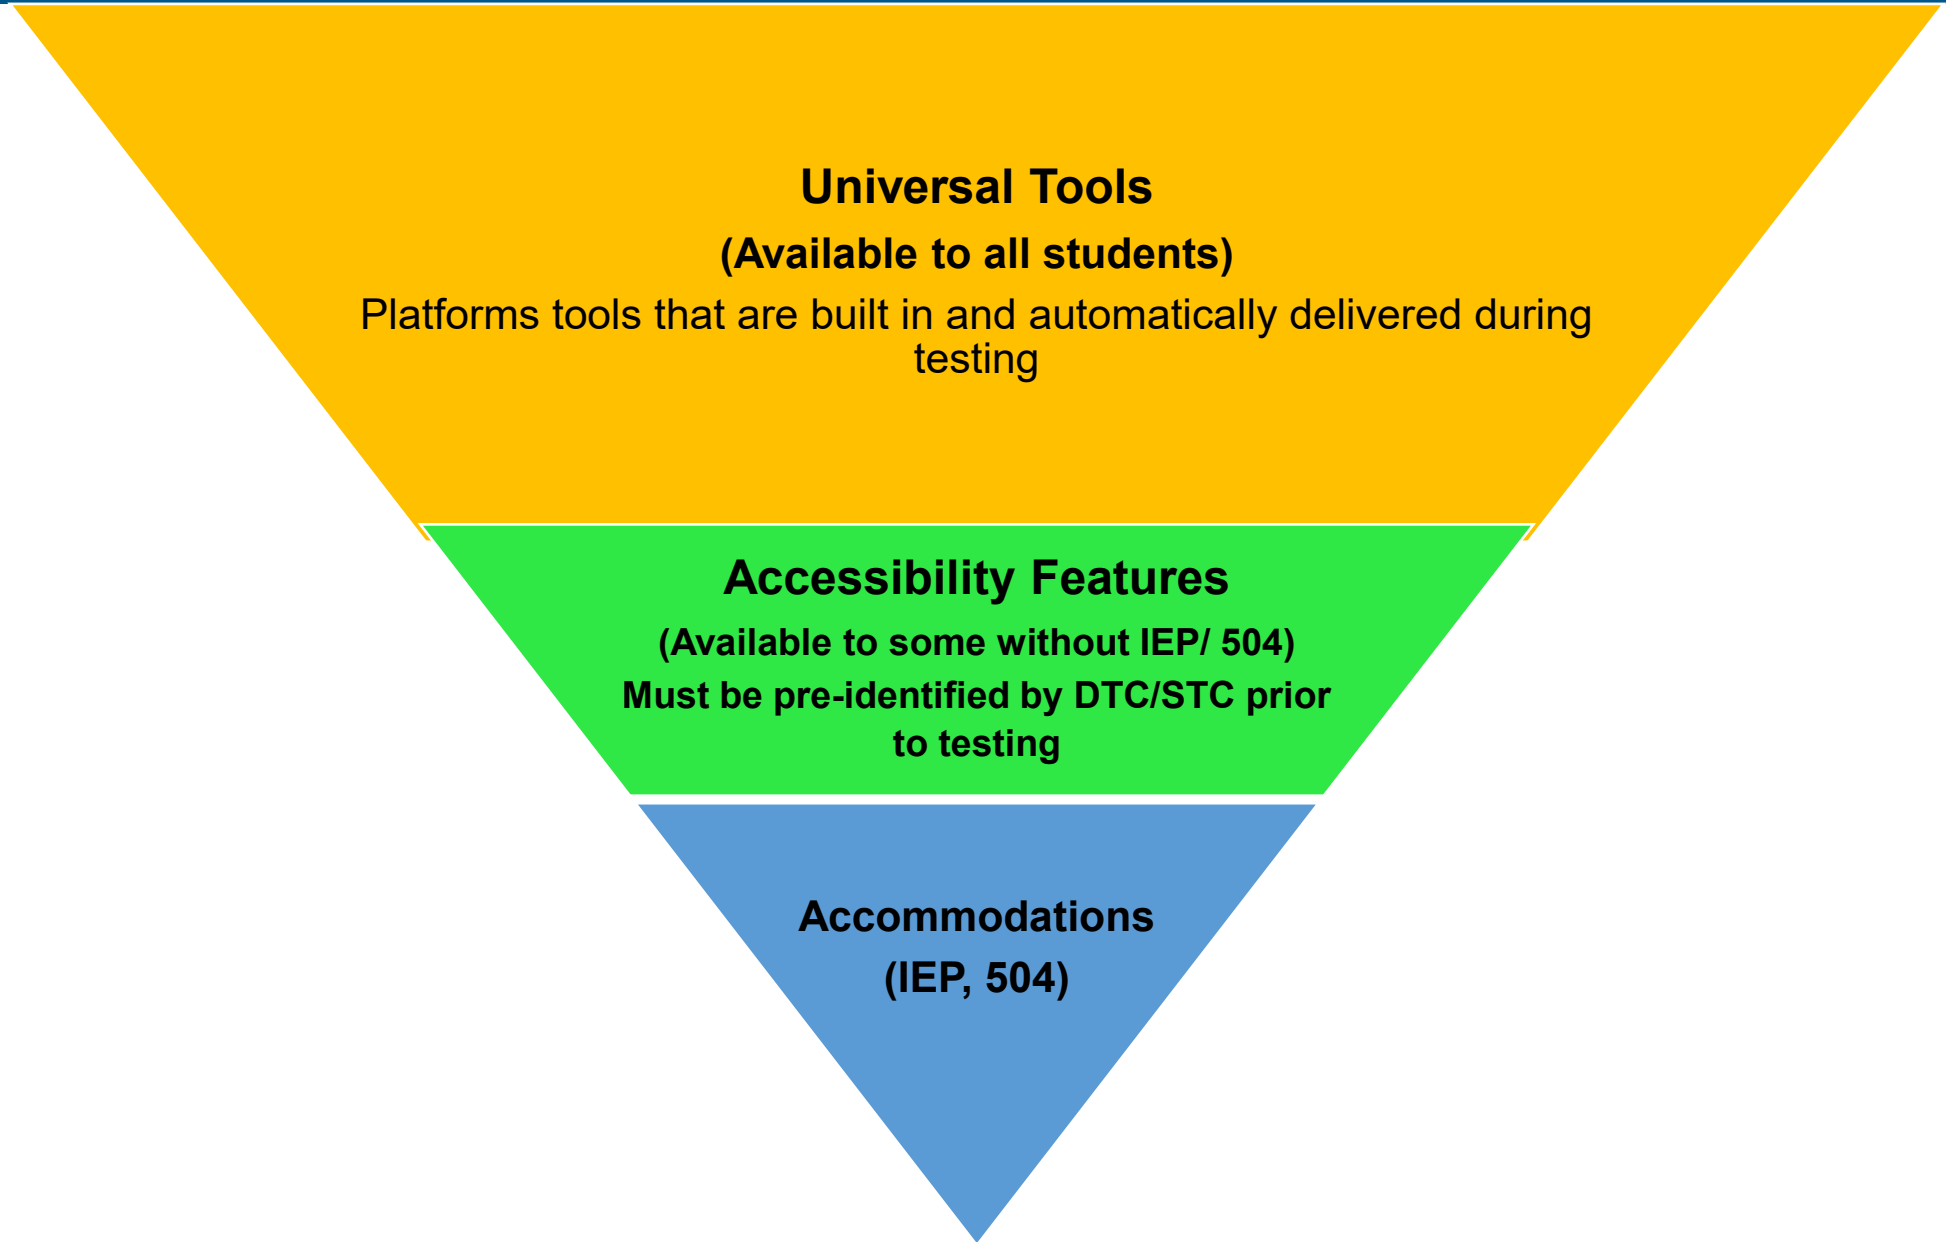 Universal Tools
(Available to all students)
Platforms tools that are built in and automatically delivered during
testing
Accessibility Features
(Available to some without IEP/ 504)
Must be pre-identified by DTC/STC prior
to testing
Accommodations
(IEP, 504)